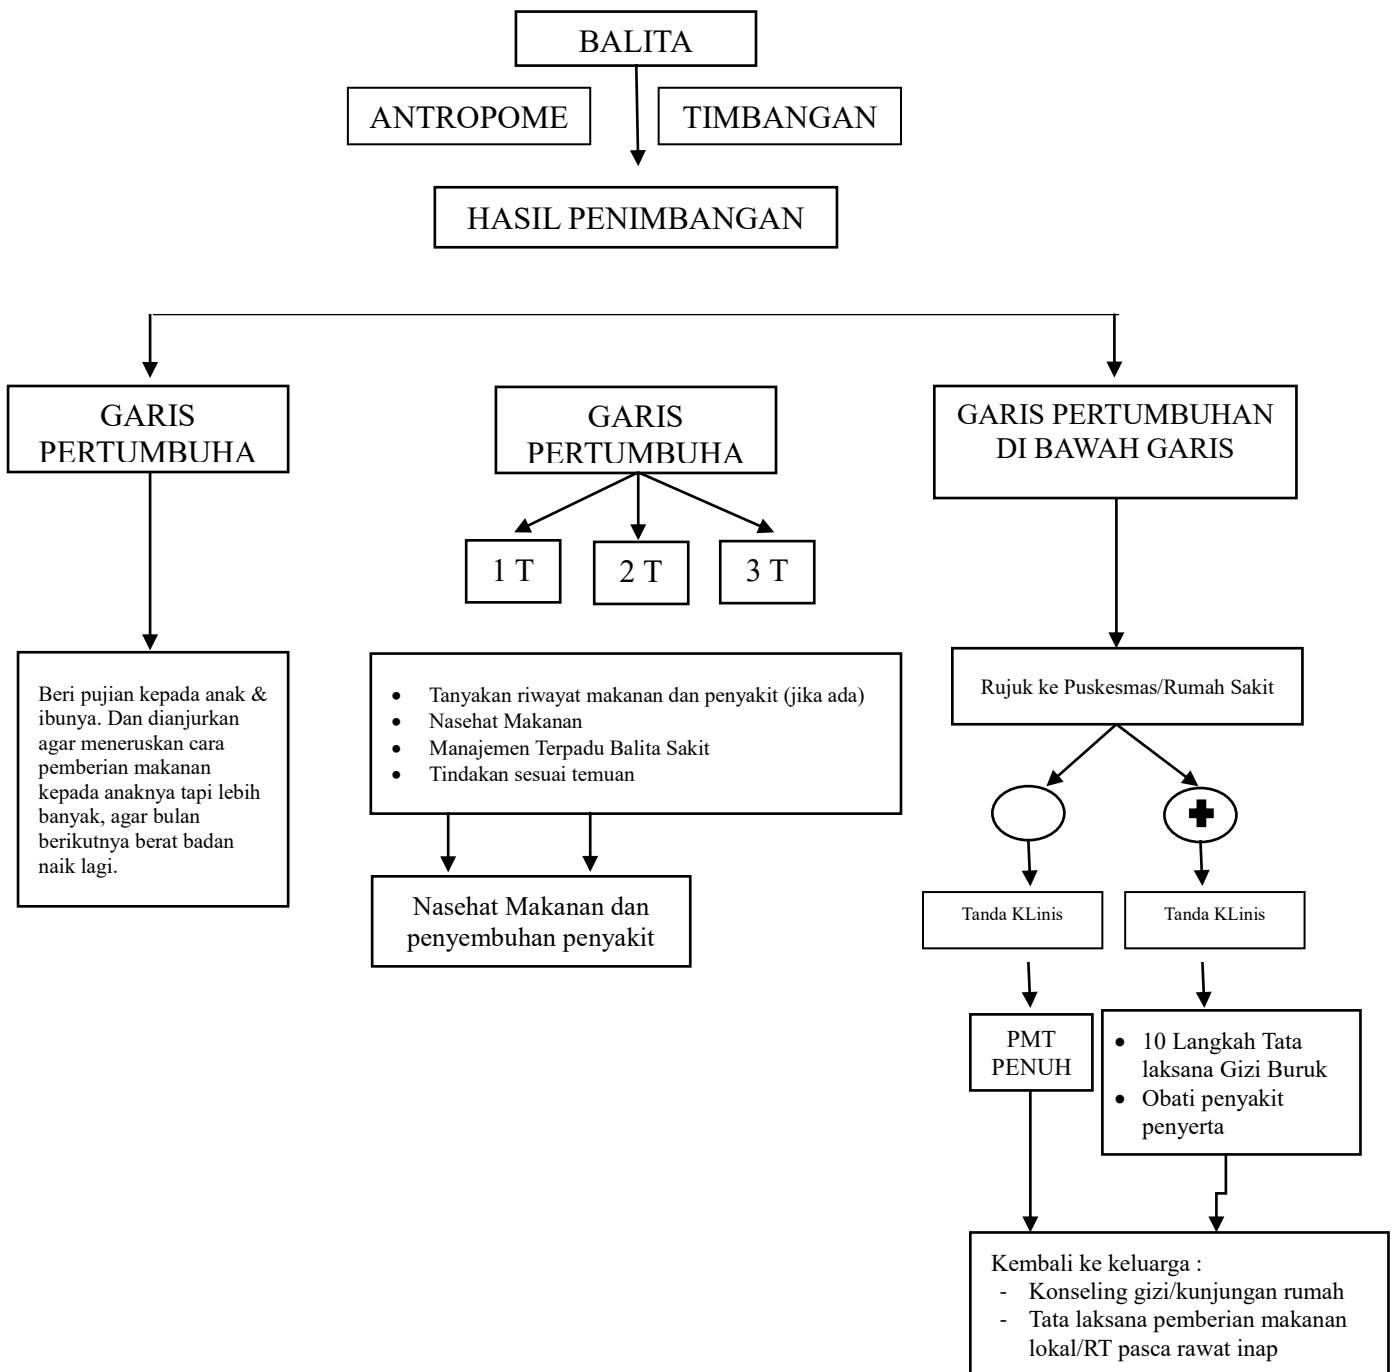 BALITA
ANTROPOME
TIMBANGAN
HASIL PENIMBANGAN
GARIS
PERTUMBUHA
GARIS
PERTUMBUHA
GARIS PERTUMBUHAN
DI BAWAH GARIS
1 T
2 T
3 T
Beri pujian kepada anak &
ibunya. Dan dianjurkan
agar meneruskan cara
pemberian makanan
kepada anaknya tapi lebih
banyak, agar bulan
berikutnya berat badan
naik lagi.
• Tanyakan riwayat makanan dan penyakit (jika ada)
• Nasehat Makanan
• Manajemen Terpadu Balita Sakit
• Tindakan sesuai temuan
Nasehat Makanan dan
penyembuhan penyakit
Rujuk ke Puskesmas/Rumah Sakit
Tanda KLinis
Tanda KLinis
PMT
PENUH
• 10 Langkah Tata
laksana Gizi Buruk
• Obati penyakit
penyerta
Kembali ke keluarga :
- Konseling gizi/kunjungan rumah
- Tata laksana pemberian makanan
lokal/RT pasca rawat inap